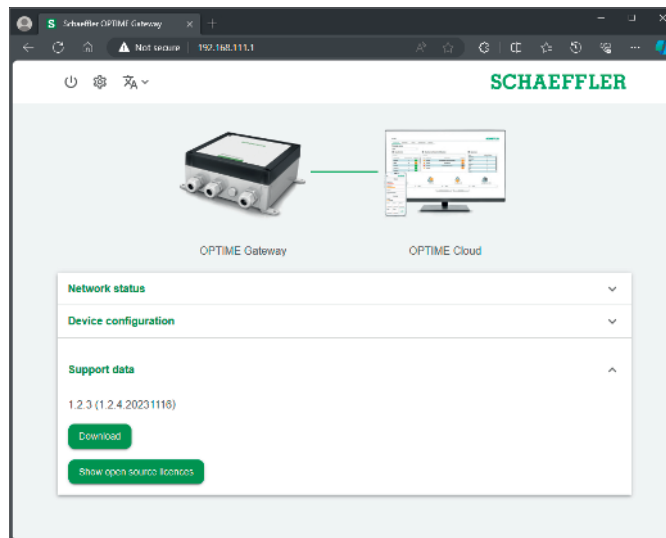 Schaeffler OPTIME Gateway
Not secure
192.168.111.1
SCHAEFFLER
OPTIME Gateway
OPTIME Cloud
Network status
Device configuration
Support data
1.2.3 (1.2.4.20231116)
Download
Show open source licences